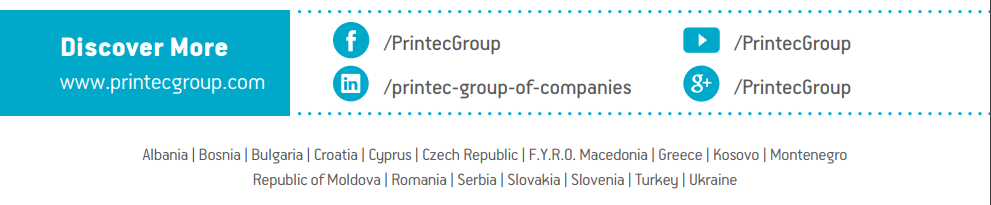 Discover More
www.printecgroup.com
f /PrintecGroup
/PrintecGroup
in /printec-group-of-companies
g+ /PrintecGroup
Albania | Bosnia | Bulgaria | Croatia | Cyprus | Czech Republic | F.Y.R.O. Macedonia | Greece | Kosovo | Montenegro
Republic of Moldova | Romania | Serbia | Slovakia | Slovenia | Turkey | Ukraine